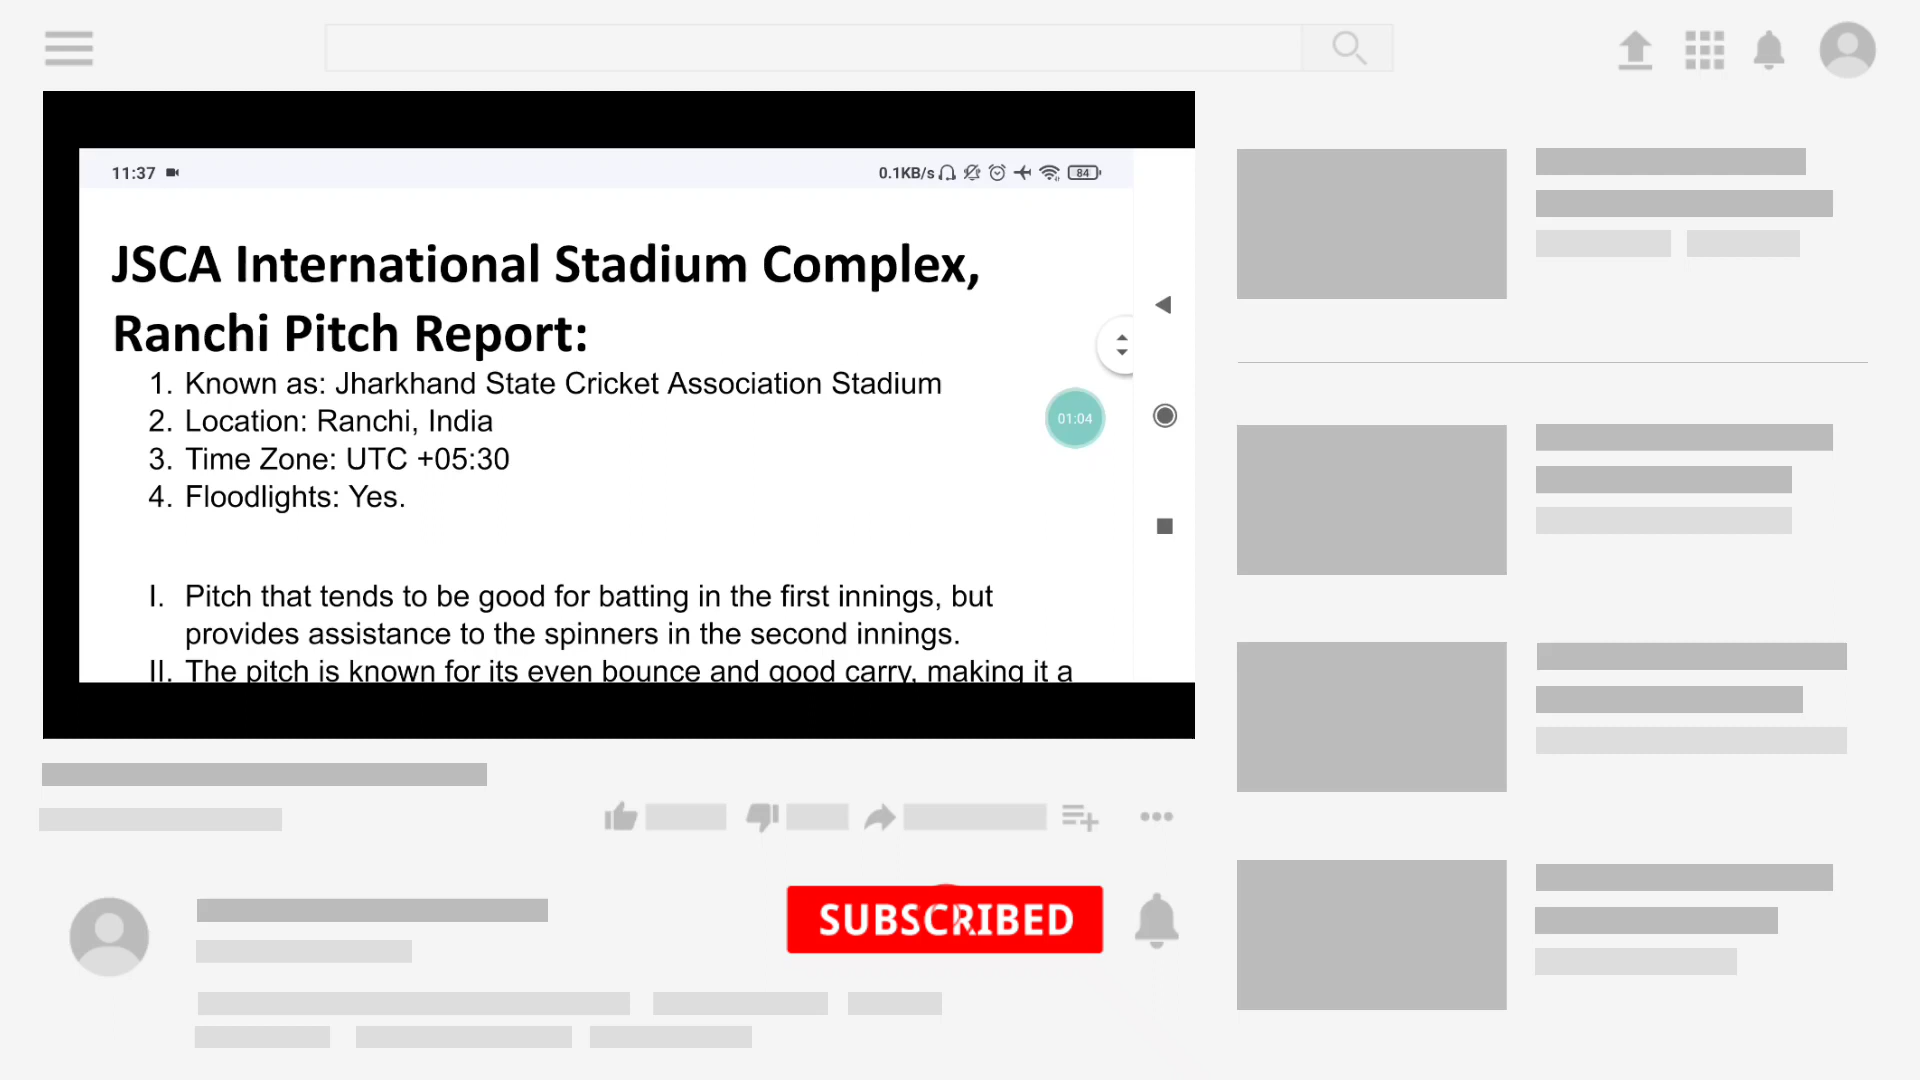 11:37
0.1KB/s
84
JSCA International Stadium Complex,
Ranchi Pitch Report:
1. Known as: Jharkhand State Cricket Association Stadium
2. Location: Ranchi, India
3. Time Zone: UTC +05:30
4. Floodlights: Yes.
01:04
I. Pitch that tends to be good for batting in the first innings, but
provides assistance to the spinners in the second innings.
II. The pitch is known for its even bounce and good carry, making it a
SUBSCRIBED